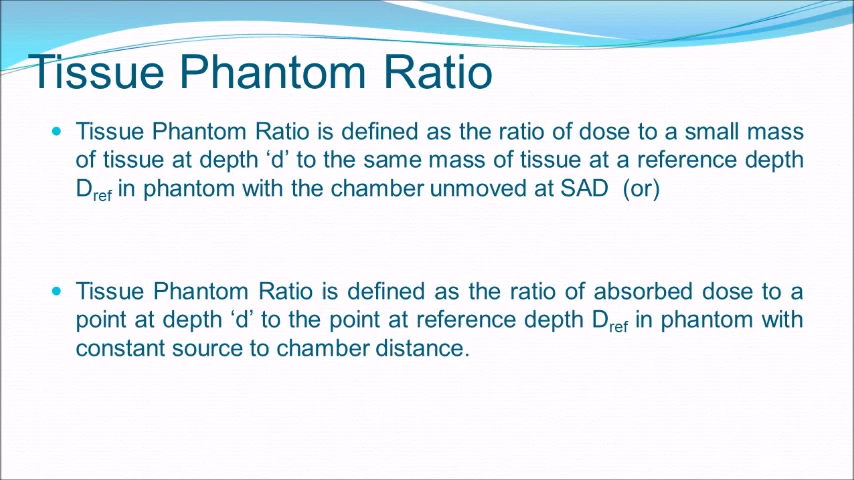 Tissue Phantom Ratio
• Tissue Phantom Ratio is defined as the ratio of dose to a small mass
of tissue at depth ‘d’ to the same mass of tissue at a reference depth
Dref in phantom with the chamber unmoved at SAD  (or)
• Tissue Phantom Ratio is defined as the ratio of absorbed dose to a
point at depth ‘d’ to the point at reference depth Dref in phantom with
constant source to chamber distance.